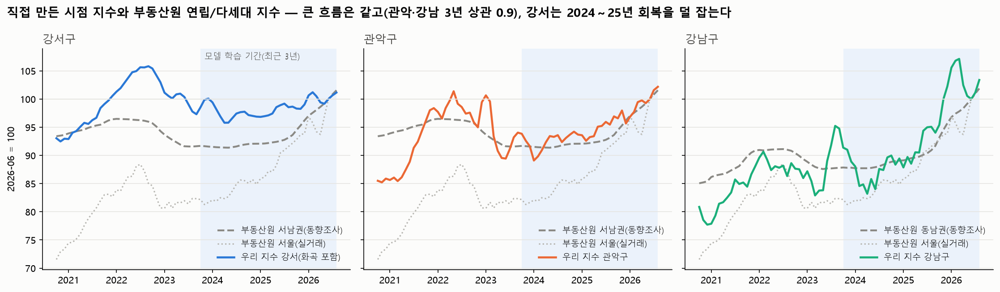 직접 만든 시점 지수와 부동산원 연립/다세대 지수 — 큰 흐름은 같고(관악·강남 3년 상관 0.9), 강서는 2024~25년 회복을 덜 잡는다
강서구
모델 학습 기간(최근 3년)
2026-06 = 100
105
100
95
90
85
80
75
70
부동산원 서남권(동향조사)
부동산원 서울(실거래)
우리 지수 강서(화곡 포함)
2021 2022 2023 2024 2025 2026
관악구
부동산원 서남권(동향조사)
부동산원 서울(실거래)
우리 지수 관악구
2021 2022 2023 2024 2025 2026
강남구
부동산원 동남권(동향조사)
부동산원 서울(실거래)
우리 지수 강남구
2021 2022 2023 2024 2025 2026